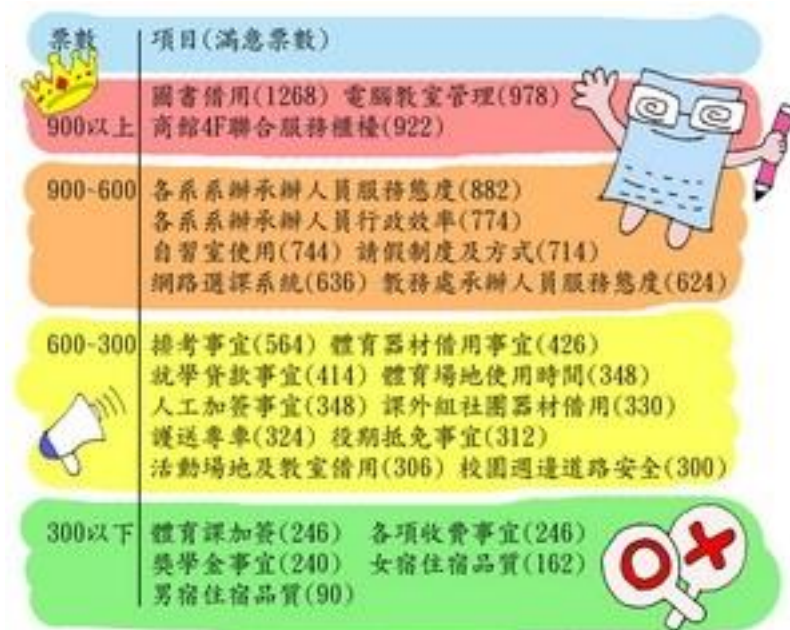 票數 項目(滿意票數)
圖書借用(1268) 電腦教室管理(978)
900以上 商館4F聯合服務櫃檯(922)
900~600 各系系辦承辦人員服務態度(882)
各系系辦承辦人員行政效率(774)
自習室使用(744) 請假制度及方式(714)
網路選課系統(636) 教務處承辦人員服務態度(624)
600~300 排考事宜(564) 體育器材借用事宜(426)
就學貸款事宜(414) 體育場地使用時間(348)
人工加簽事宜(348) 課外組社團器材借用(330)
護送專車(324) 役期抵免事宜(312)
活動場地及教室借用(306) 校園週邊道路安全(300)
300以下 體育課加簽(246) 各項收費事宜(246)
獎學金事宜(240) 女宿住宿品質(162)
男宿住宿品質(90)